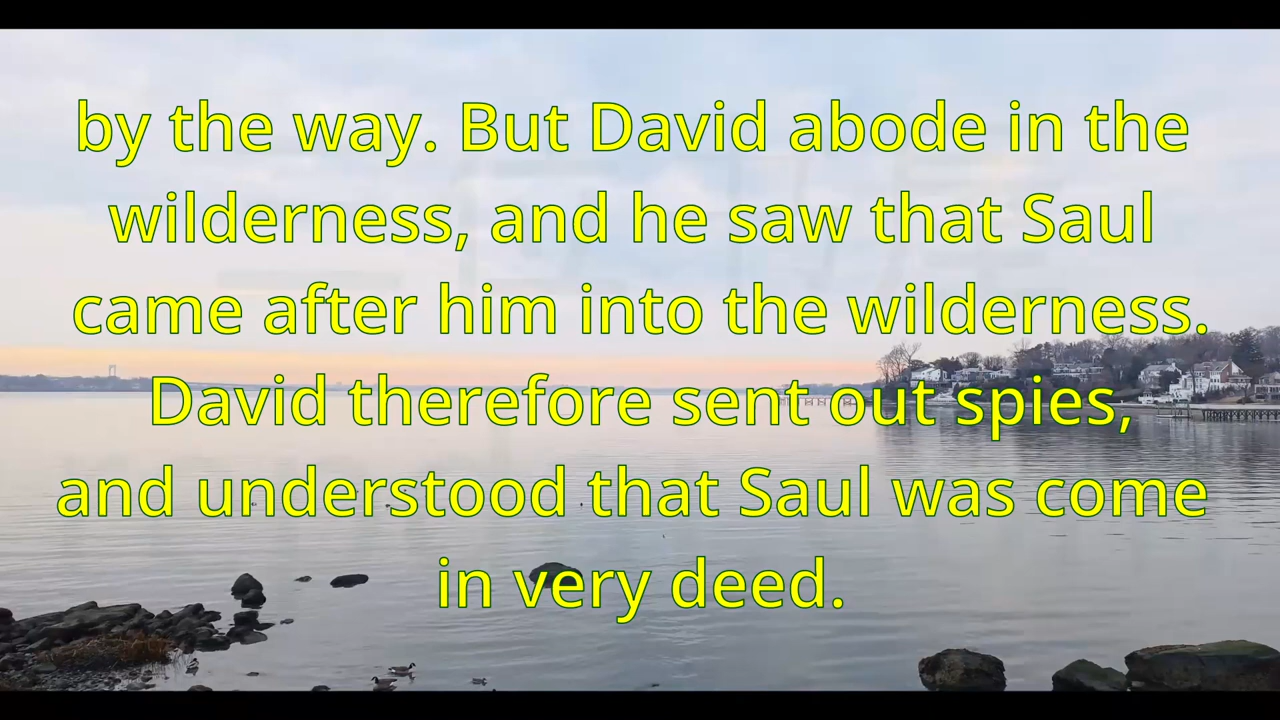 by the way. But David abode in the
wilderness, and he saw that Saul
came after him into the wilderness.
David therefore sent out spies,
and understood that Saul was come
in very deed.